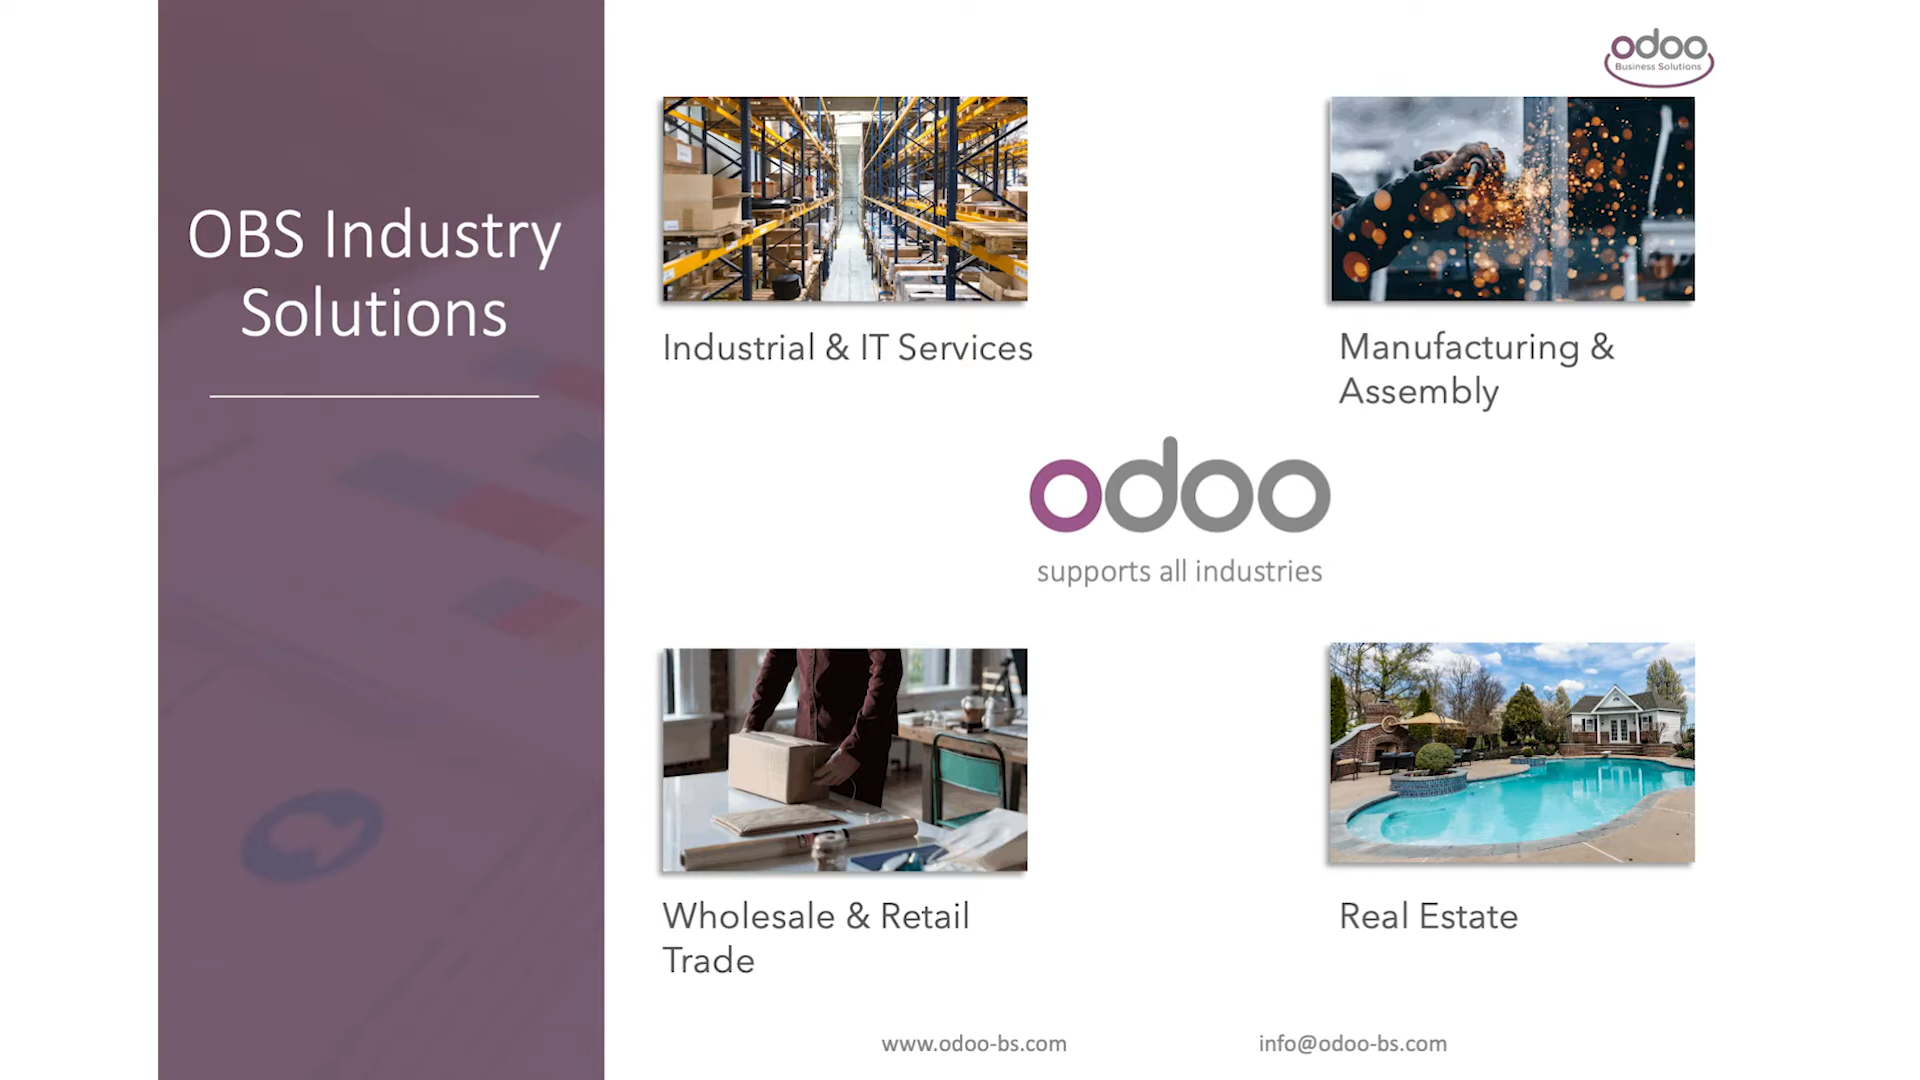 odoo
Business Solutions
OBS Industry
Solutions
Industrial & IT Services
Manufacturing &
Assembly
odoo
supports all industries
Wholesale & Retail
Trade
Real Estate
www.odoo-bs.com
info@odoo-bs.com